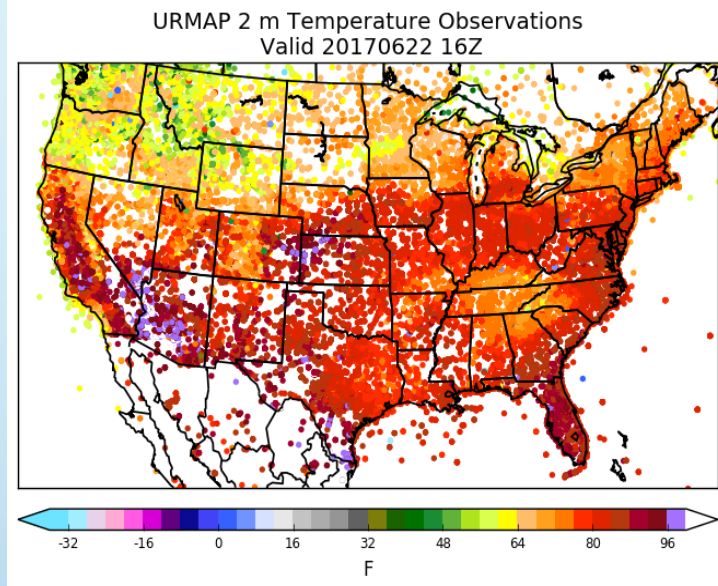 URMAP 2 m Temperature Observations
Valid 20170622 16Z
-32 -16 0 16 32 48 64 80 96
F